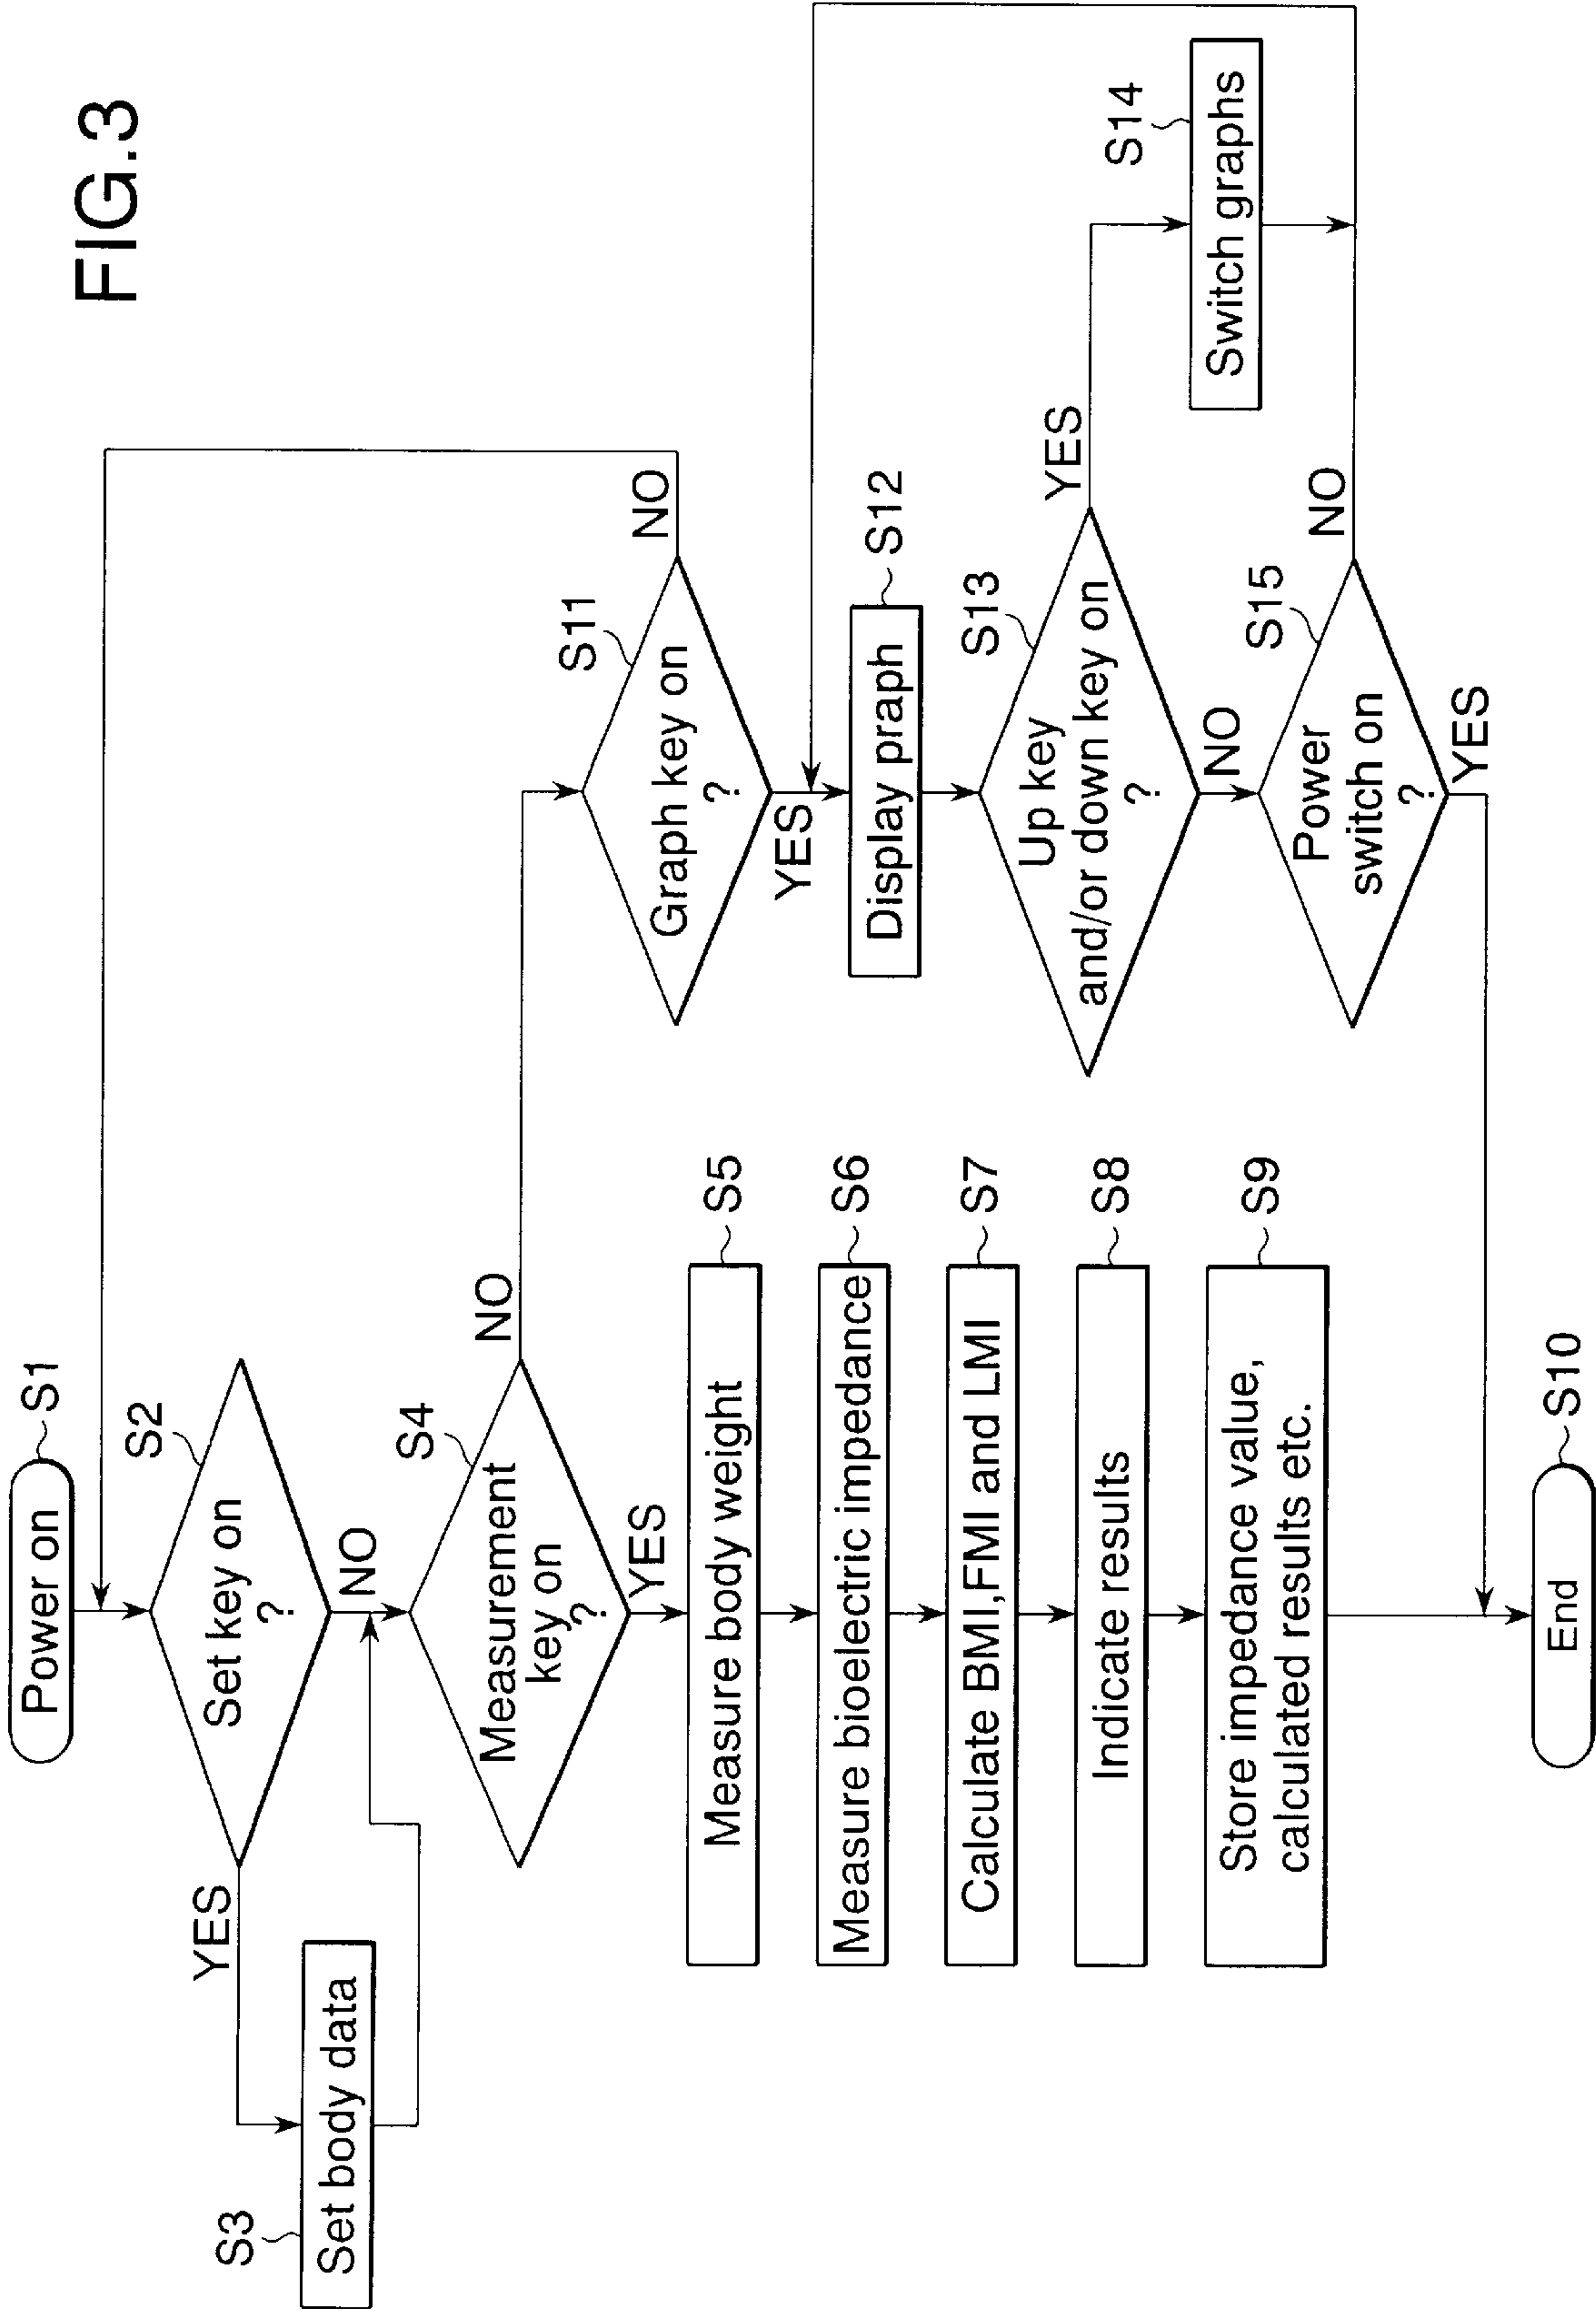 FIG.3
Power on
S1
S2
Set key on
?
YES
NO
S3
Set body data
S4
Measurement
key on
?
NO
YES
Measure body weight
S5
Measure bioelectric impedance
S6
Calculate BMI,FMI and LMI
S7
Indicate results
S8
Store impedance value,
calculated results etc.
S9
End
S10
S11
Graph key on
?
NO
YES
Display praph
S12
S13
Up key
and/or down key on
?
YES
NO
S14
Switch graphs
S15
Power
switch on
?
NO
YES